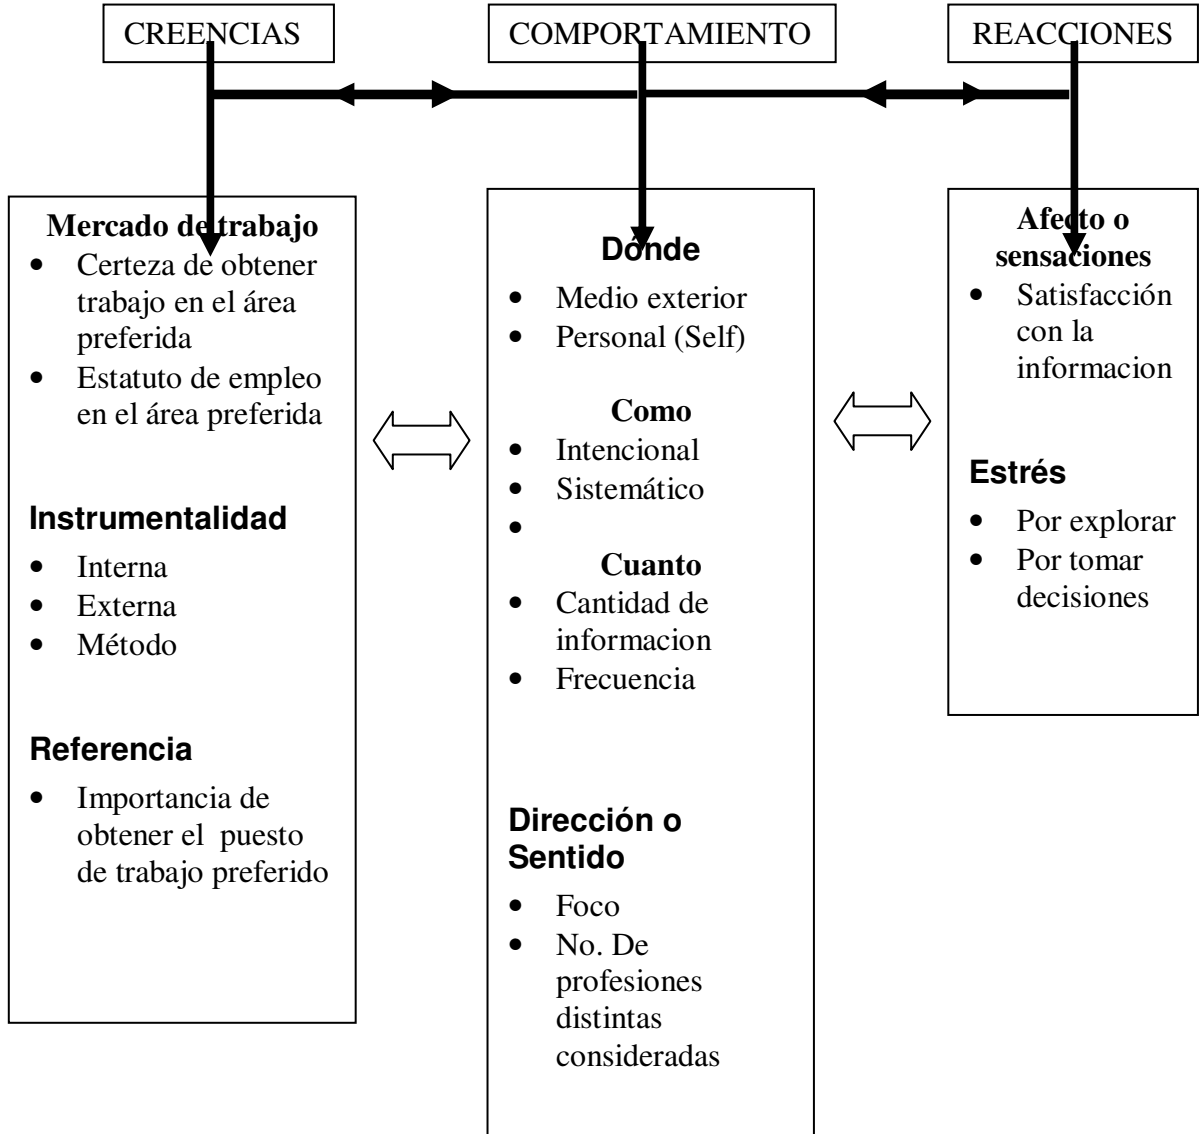 CREENCIAS
COMPORTAMIENTO
REACCIONES
Mercado de trabajo
• Certeza de obtener
trabajo en el área
preferida
• Estatuto de empleo
en el área preferida
Instrumentalidad
• Interna
• Externa
• Método
Referencia
• Importancia de
obtener el puesto
de trabajo preferido
Dónde
• Medio exterior
• Personal (Self)
Como
• Intencional
• Sistemático
•
Cuanto
• Cantidad de
informacion
• Frecuencia
Dirección o
Sentido
• Foco
• No. De
profesiones
distintas
consideradas
Afecto o
sensaciones
• Satisfacción
con la
informacion
Estrés
• Por explorar
• Por tomar
decisiones